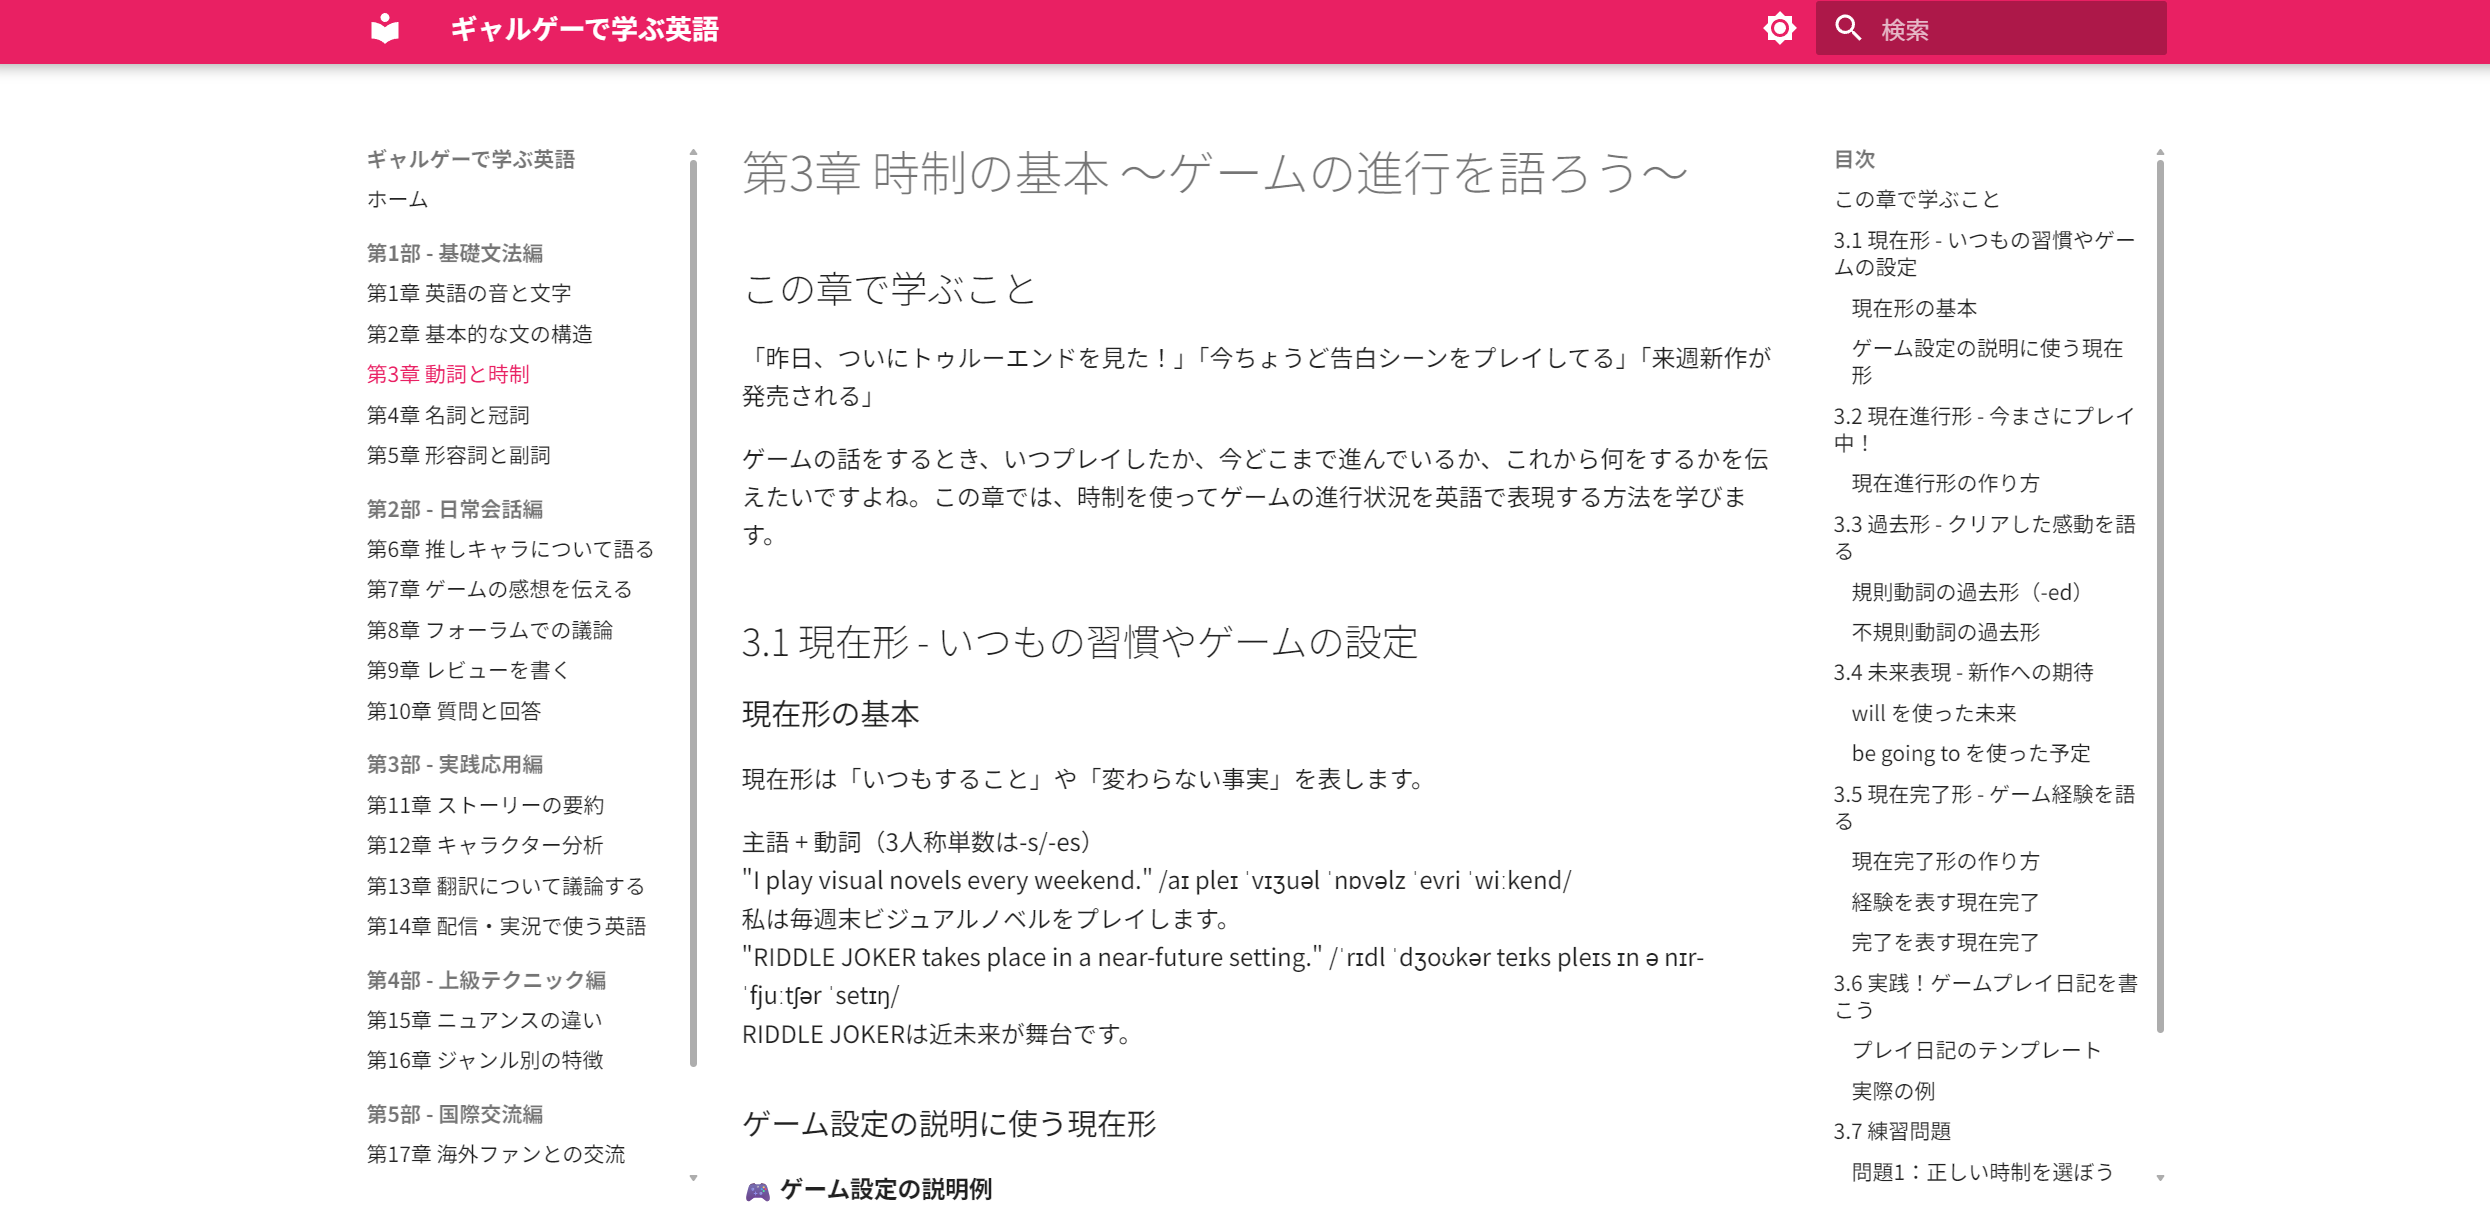 ギャルゲーで学ぶ英語
検索
ギャルゲーで学ぶ英語
ホーム
第1部 - 基礎文法編
第1章 英語の音と文字
第2章 基本的な文の構造
第3章 動詞と時制
第4章 名詞と冠詞
第5章 形容詞と副詞
第2部 - 日常会話編
第6章 推しキャラについて語る
第7章 ゲームの感想を伝える
第8章 フォーラムでの議論
第9章 レビューを書く
第10章 質問と回答
第3部 - 実践応用編
第11章 ストーリーの要約
第12章 キャラクター分析
第13章 翻訳について議論する
第14章 配信・実況で使う英語
第4部 - 上級テクニック編
第15章 ニュアンスの違い
第16章 ジャンル別の特徴
第5部 - 国際交流編
第17章 海外ファンとの交流
第3章 時制の基本 〜ゲームの進行を語ろう〜
この章で学ぶこと
「昨日、ついにトゥルーエンドを見た！」「今ちょうど告白シーンをプレイしてる」「来週新作が
発売される」
ゲームの話をするとき、いつプレイしたか、今どこまで進んでいるか、これから何をするかを伝
えたいですよね。この章では、時制を使ってゲームの進行状況を英語で表現する方法を学びま
す。
3.1 現在形 - いつもの習慣やゲームの設定
現在形の基本
現在形は「いつもすること」や「変わらない事実」を表します。
主語 + 動詞（3人称単数は-s/-es）
"I play visual novels every weekend." /aɪ pleɪ ˈvɪʒuəl ˈnɒvəlz ˈevri ˈwiːkend/
私は毎週末ビジュアルノベルをプレイします。
"RIDDLE JOKER takes place in a near-future setting." /ˈrɪdl ˈdʒoʊkər teɪks pleɪs ɪn ə nɪr-
ˈfjuːtʃər ˈsetɪŋ/
RIDDLE JOKERは近未来が舞台です。
ゲーム設定の説明に使う現在形
🎮 ゲーム設定の説明例
目次
この章で学ぶこと
3.1 現在形 - いつもの習慣やゲー
ムの設定
現在形の基本
ゲーム設定の説明に使う現在
形
3.2 現在進行形 - 今まさにプレイ
中！
現在進行形の作り方
3.3 過去形 - クリアした感動を語
る
規則動詞の過去形（-ed）
不規則動詞の過去形
3.4 未来表現 - 新作への期待
will を使った未来
be going to を使った予定
3.5 現在完了形 - ゲーム経験を語
る
現在完了形の作り方
経験を表す現在完了
完了を表す現在完了
3.6 実践！ゲームプレイ日記を書
こう
プレイ日記のテンプレート
実際の例
3.7 練習問題
問題1：正しい時制を選ぼう